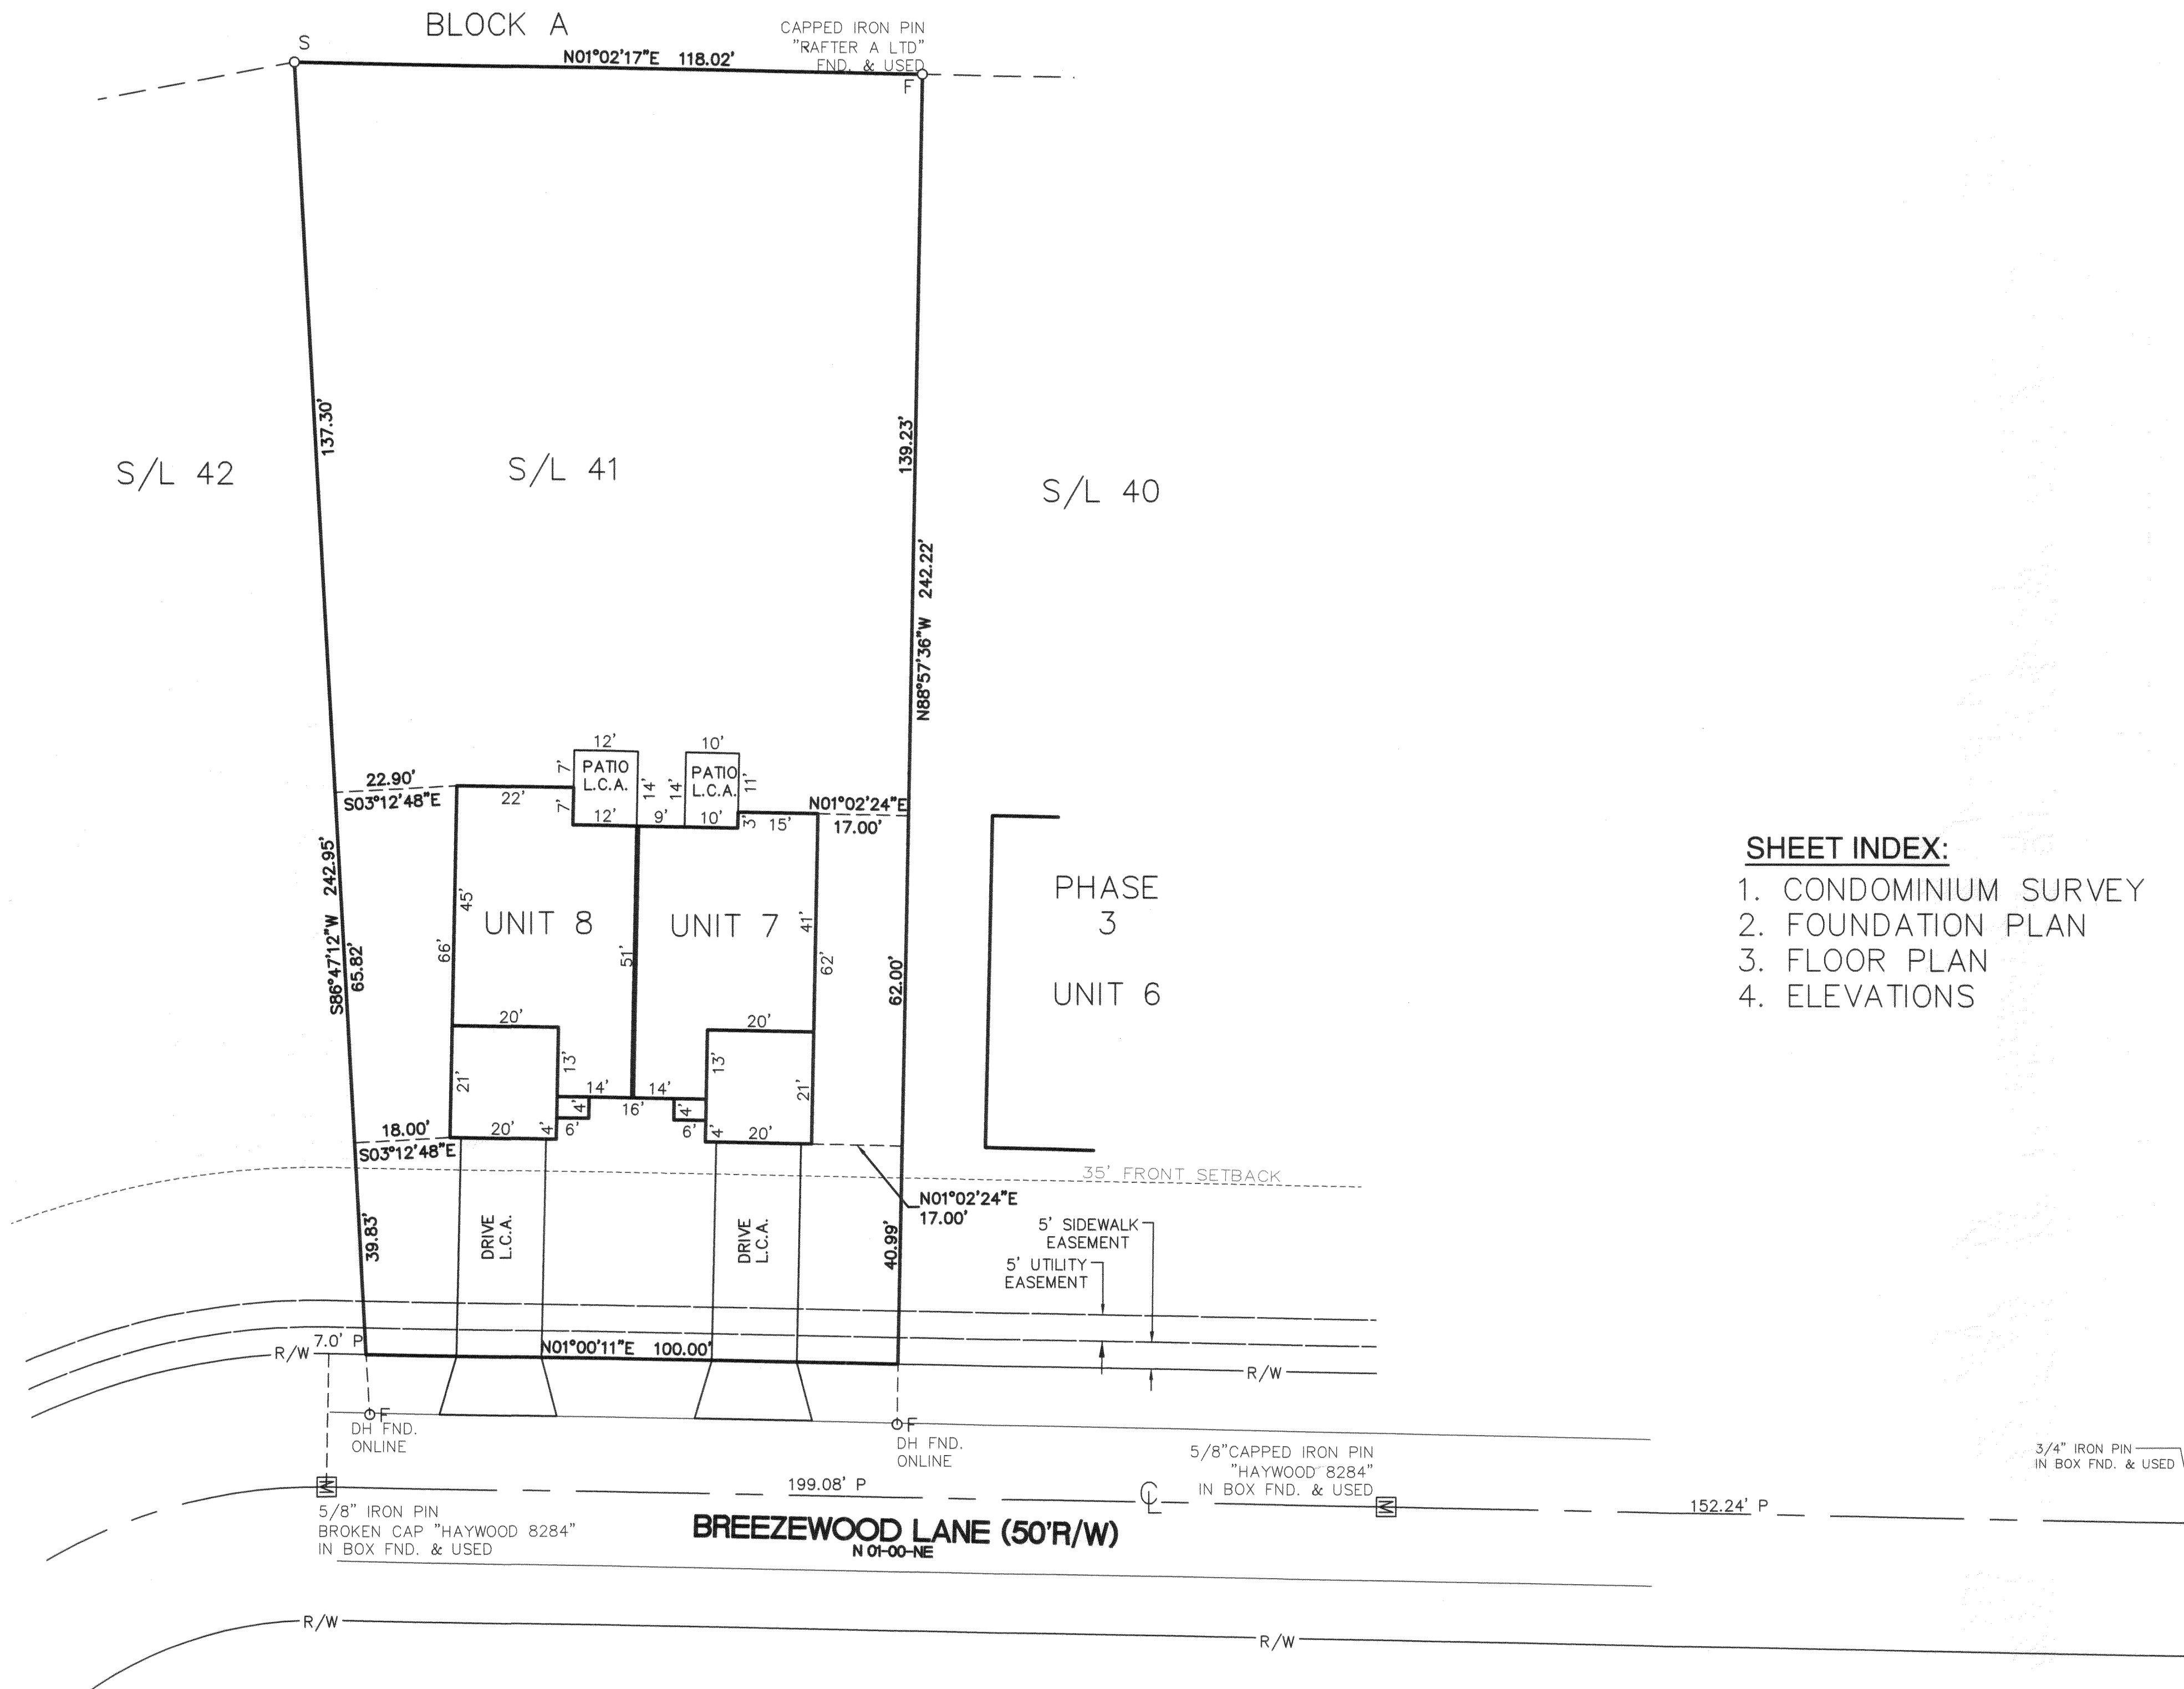 BLOCK A
S
CAPPED IRON PIN
"RAFTER A LTD"
FND. & USED
F
N01°02'17"E 118.02'
137.30'
139.23'
S/L 42
S/L 41
S/L 40
N88°57'36"W 242.22'
12'
10'
7'
PATIO
L.C.A.
14'
14'
PATIO
L.C.A.
11'
22.90'
S03°12'48"E
22'
7'
12'
9'
10'
3'
15'
N01°02'24"E
17.00'
S86°47'12"W 242.95'
65.82'
45'
66'
UNIT 8
51'
UNIT 7
41'
62'
62.00'
PHASE
3
UNIT 6
SHEET INDEX:
1. CONDOMINIUM SURVEY
2. FOUNDATION PLAN
3. FLOOR PLAN
4. ELEVATIONS
20'
20'
21'
13'
13'
21'
14'
14'
4'
16'
4'
6'
6'
18.00'
S03°12'48"E
20'
4'
4'
20'
35' FRONT SETBACK
N01°02'24"E
17.00'
39.83'
DRIVE
L.C.A.
DRIVE
L.C.A.
40.99'
5' SIDEWALK
EASEMENT
5' UTILITY
EASEMENT
7.0' P
R/W
N01°00'11"E 100.00'
R/W
F
DH FND.
ONLINE
F
DH FND.
ONLINE
5/8"CAPPED IRON PIN
"HAYWOOD 8284"
IN BOX FND. & USED
3/4" IRON PIN
IN BOX FND. & USED
M
199.08' P
CL
M
152.24' P
5/8" IRON PIN
BROKEN CAP "HAYWOOD 8284"
IN BOX FND. & USED
BREEZEWOOD LANE (50'R/W)
N 01-00-NE
R/W
R/W